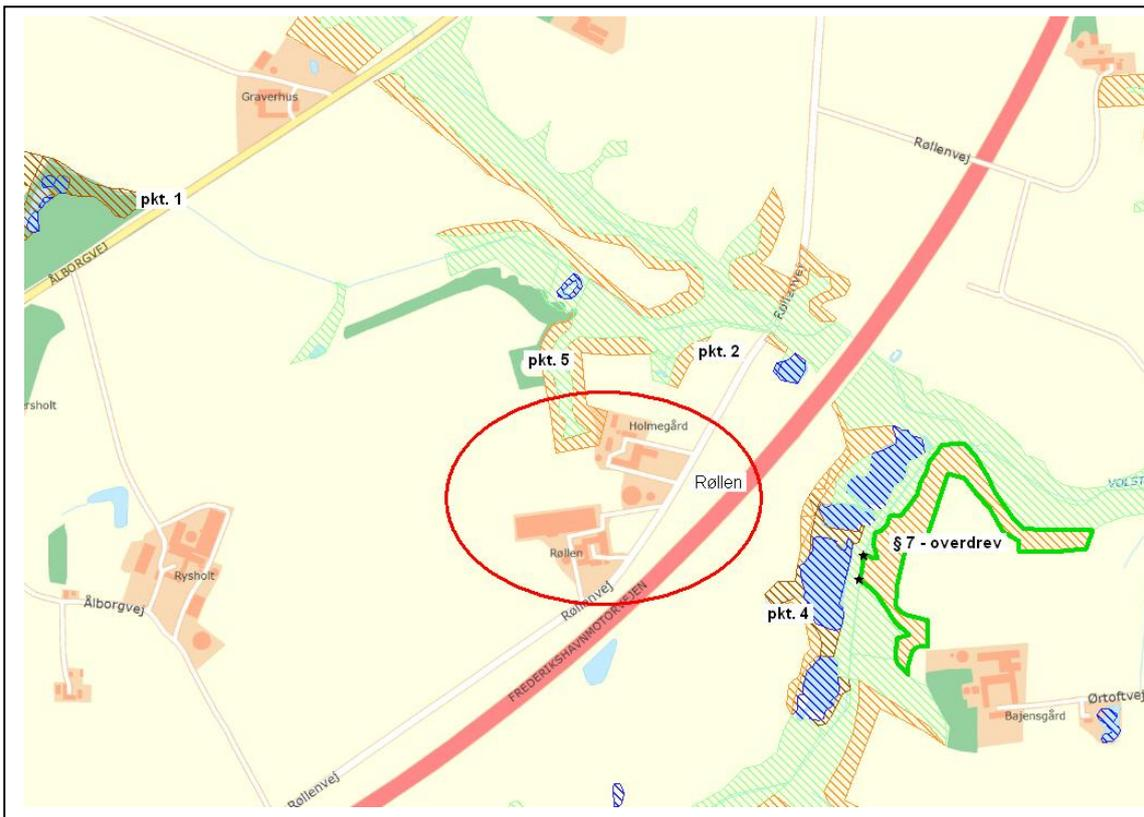 Graverhus
Røllenvej
pkt. 1
ÅLBORGVEJ
Røllenvej
pkt. 2
pkt. 5
ersholt
Holmegård
Røllen
VOLST
§ 7 - overdrev
Røllen
Rysholt
Ålborgvej
Røllenvej
pkt. 4
FREDERIKSHAVNMOTORVEJEN
Ørtoftvej
Bajensgård
Røllenvej